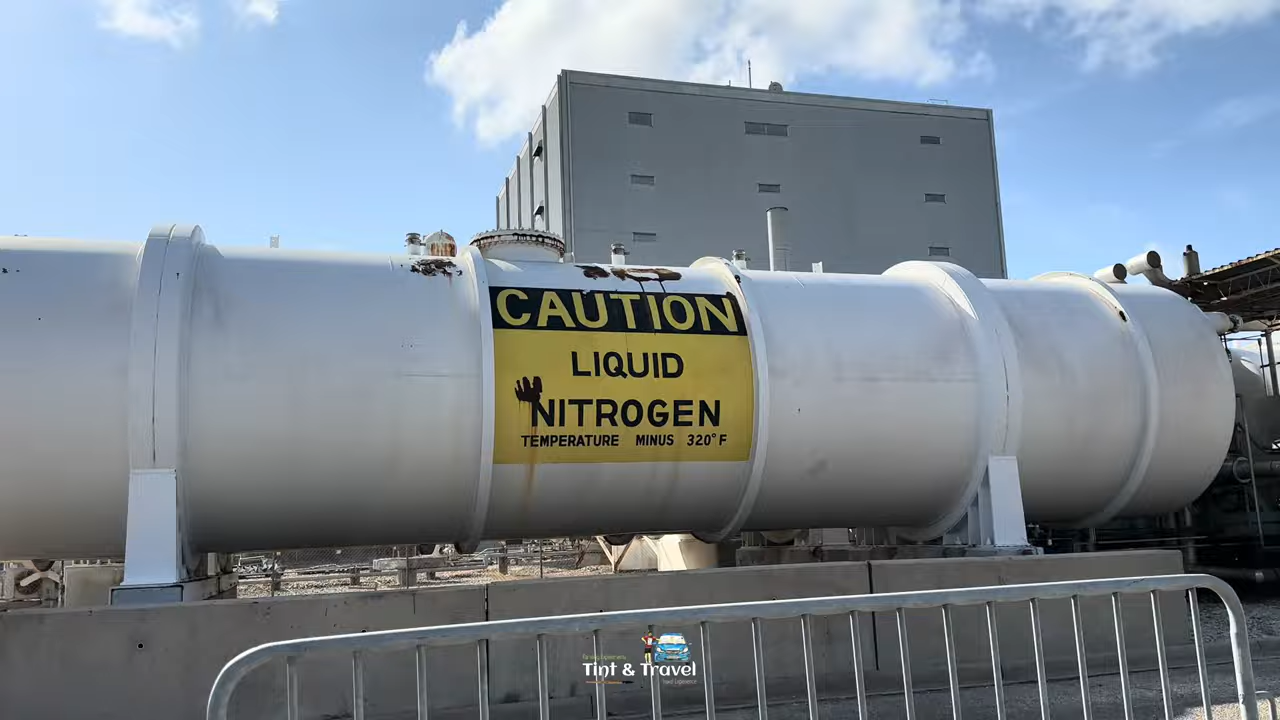 CAUTION
LIQUID
NITROGEN
TEMPERATURE MINUS 320°F
Tint & Travel